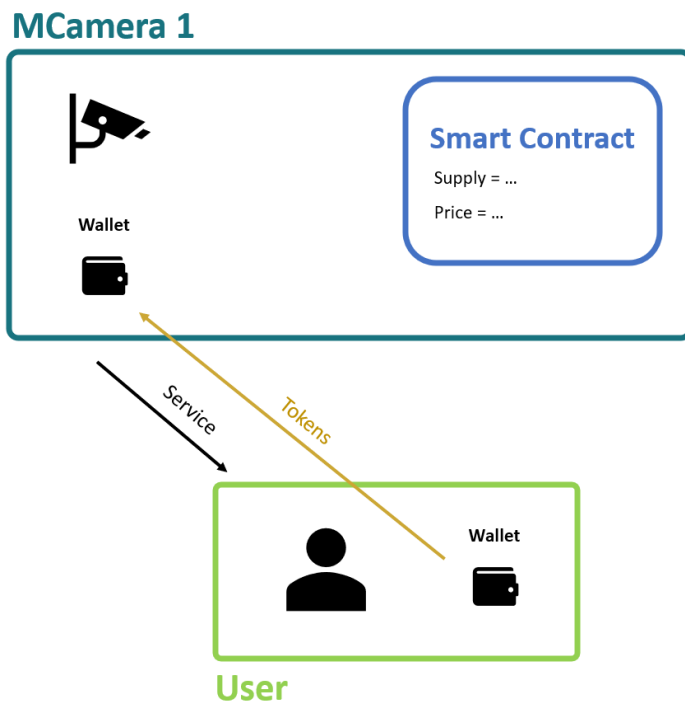 MCamera 1
Smart Contract
Supply = ...
Price = ...
Wallet
Service
Tokens
Wallet
User